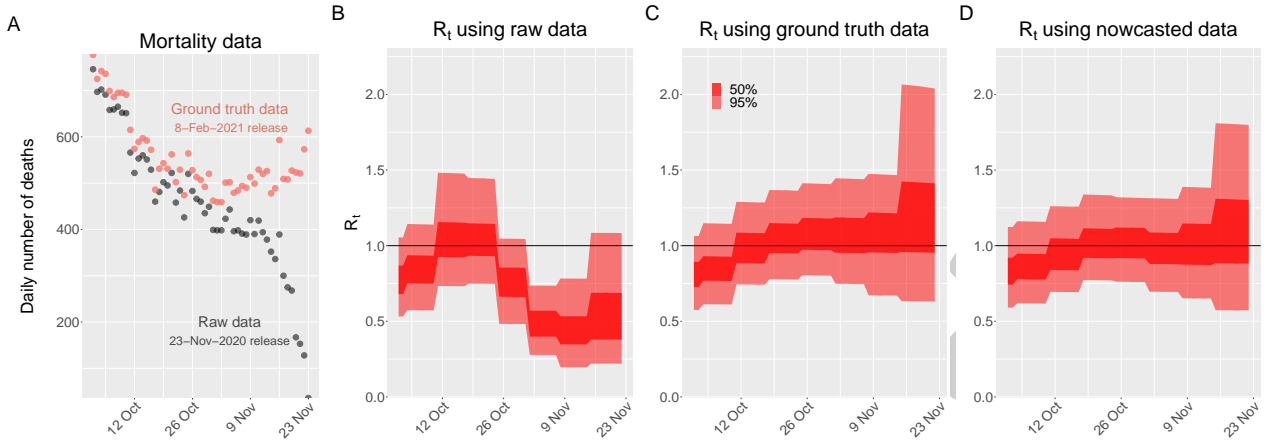 A
Mortality data
Daily number of deaths
600
400
200
Ground truth data
8−Feb−2021 release
Raw data
23−Nov−2020 release
12 Oct
26 Oct
9 Nov
23 Nov
B
Rt using raw data
Rt
2.0
1.5
1.0
0.5
0.0
12 Oct
26 Oct
9 Nov
23 Nov
C
Rt using ground truth data
2.0
1.5
1.0
0.5
0.0
50%
95%
12 Oct
26 Oct
9 Nov
23 Nov
D
Rt using nowcasted data
2.0
1.5
1.0
0.5
0.0
12 Oct
26 Oct
9 Nov
23 Nov